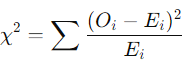 χ² = ∑ (Oᵢ − Eᵢ)² / Eᵢ